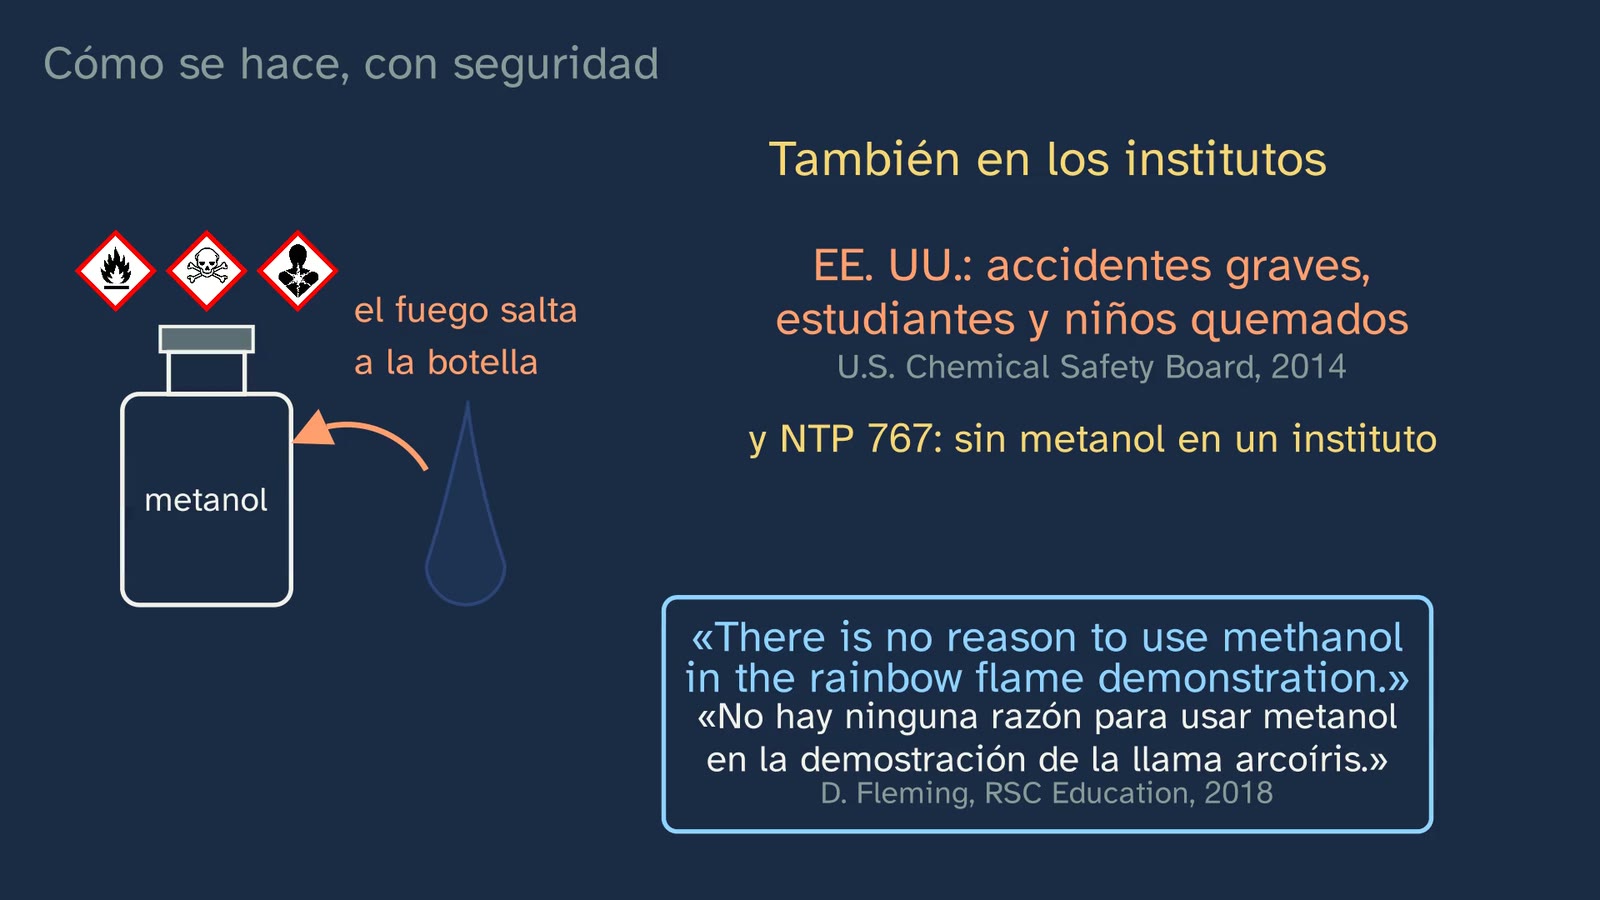 Cómo se hace, con seguridad
También en los institutos
el fuego salta
a la botella
metanol
EE. UU.: accidentes graves,
estudiantes y niños quemados
U.S. Chemical Safety Board, 2014
y NTP 767: sin metanol en un instituto
«There is no reason to use methanol
in the rainbow flame demonstration.»
«No hay ninguna razón para usar metanol
en la demostración de la llama arcoíris.»
D. Fleming, RSC Education, 2018